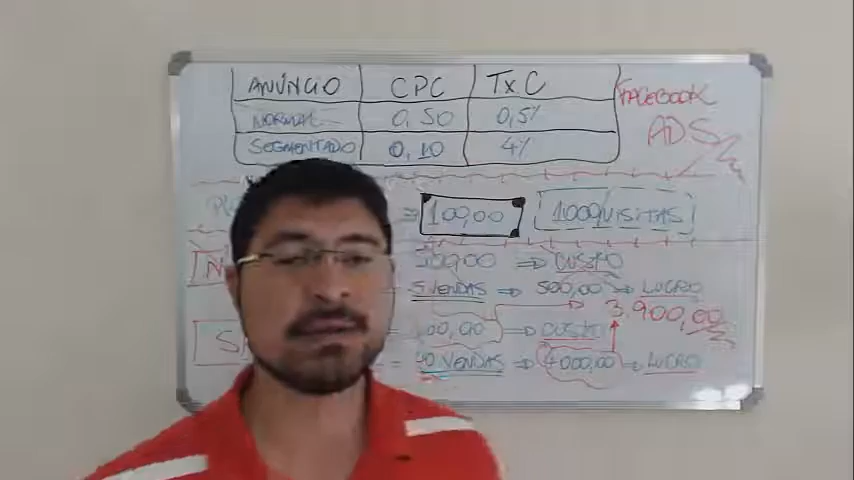 ANÚNCIO CPC TxC
NORMAL 0,50 0,5%
SEGMENTADO 0,10 4%
FACEBOOK
ADS
⇒ 100,00 1000 VISITAS
500,00 ⇒ CUSTO
5 VENDAS ⇒ 500,00 ⇒ LUCRO
3.900,00
100,00 ⇒ CUSTO
S
= 40 VENDAS ⇒ 4000,00 ⇒ LUCRO